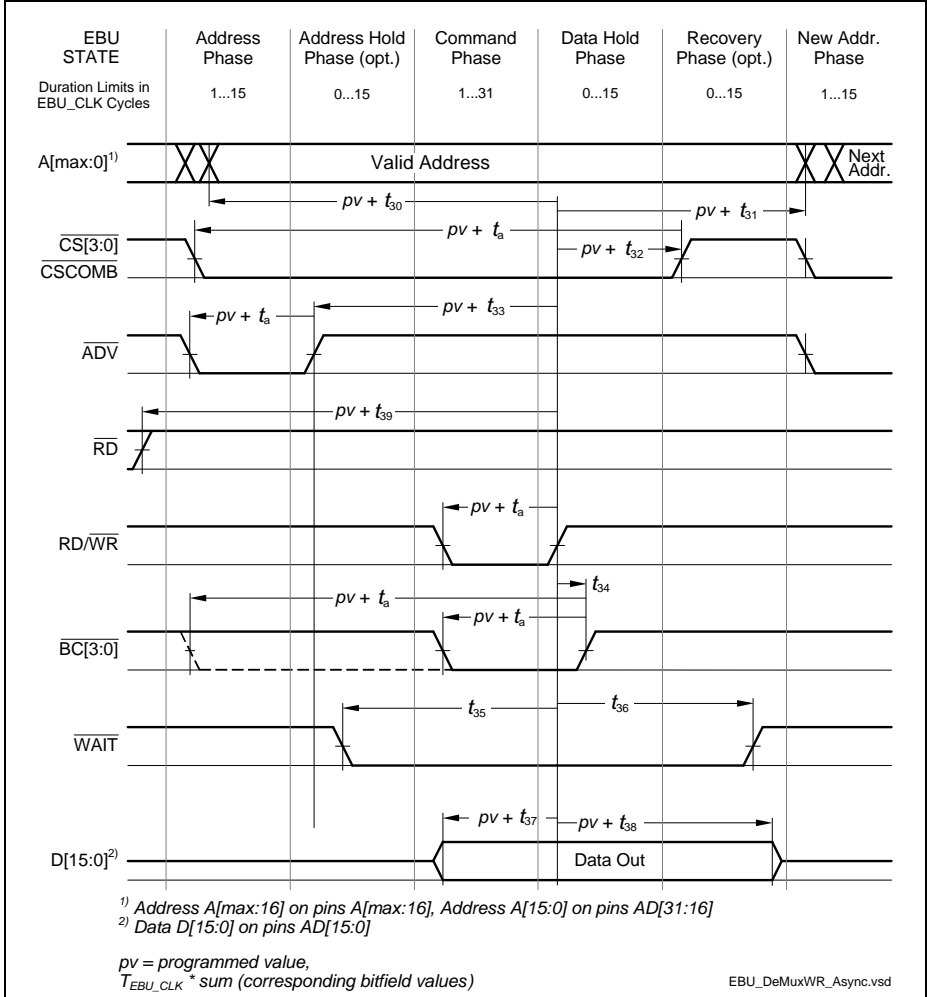 EBU STATE
Address Phase
Address Hold Phase (opt.)
Command Phase
Data Hold Phase
Recovery Phase (opt.)
New Addr. Phase
Duration Limits in EBU_CLK Cycles
1...15
0...15
1...31
0...15
0...15
1...15
A[max:0]1)
Valid Address
Next Addr.
pv + t30
pv + t31
pv + ta
CS[3:0]
CSCOMB
pv + t32
pv + t33
pv + ta
ADV
pv + t39
RD
pv + ta
RD/WR
t34
pv + ta
pv + ta
BC[3:0]
t35
t36
WAIT
pv + t37
pv + t38
D[15:0]2)
Data Out
1) Address A[max:16] on pins A[max:16], Address A[15:0] on pins AD[31:16]
2) Data D[15:0] on pins AD[15:0]
pv = programmed value,
TEBU_CLK * sum (corresponding bitfield values)
EBU_DeMuxWR_Async.vsd